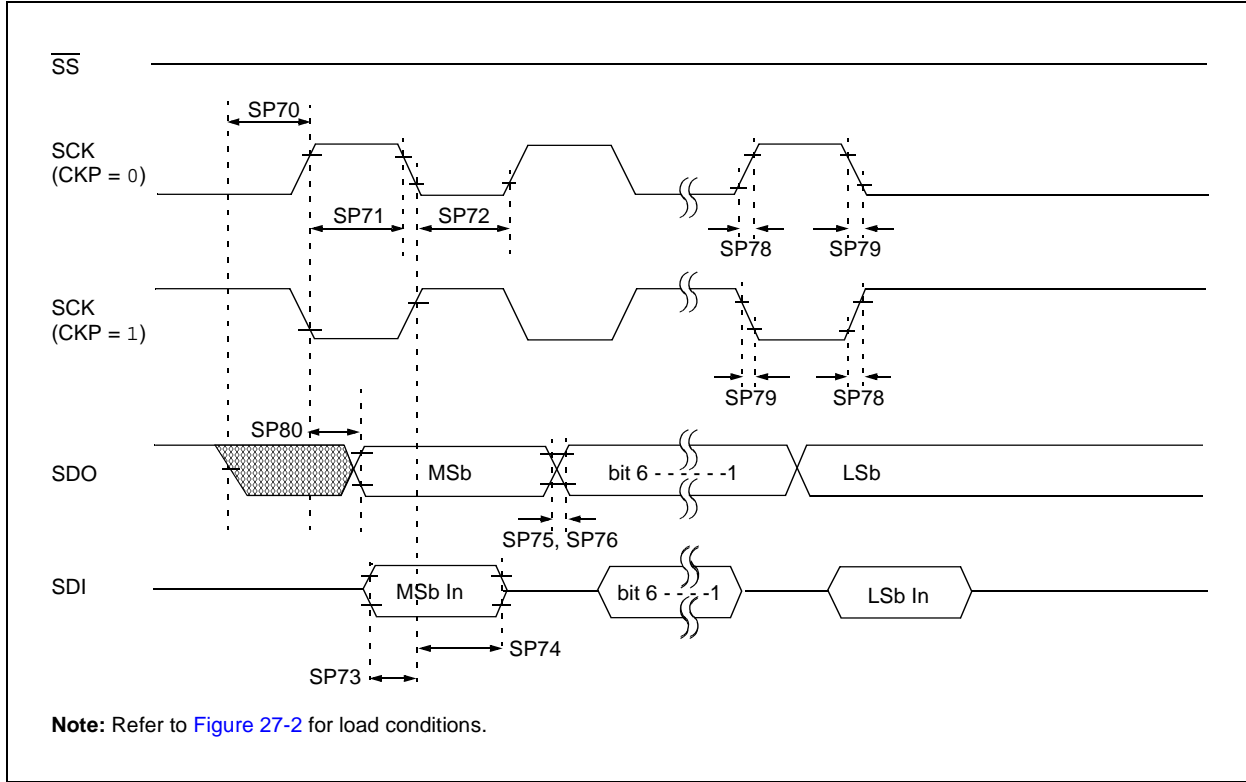 SS
SP70
SCK
(CKP = 0)
SP71
SP72
SP78
SP79
SCK
(CKP = 1)
SP79
SP78
SP80
SDO
MSb
bit 6 - - - - - - -1
LSb
SP75, SP76
SDI
MSb In
bit 6 - - - - -1
LSb In
SP74
SP73
Note: Refer to Figure 27-2 for load conditions.